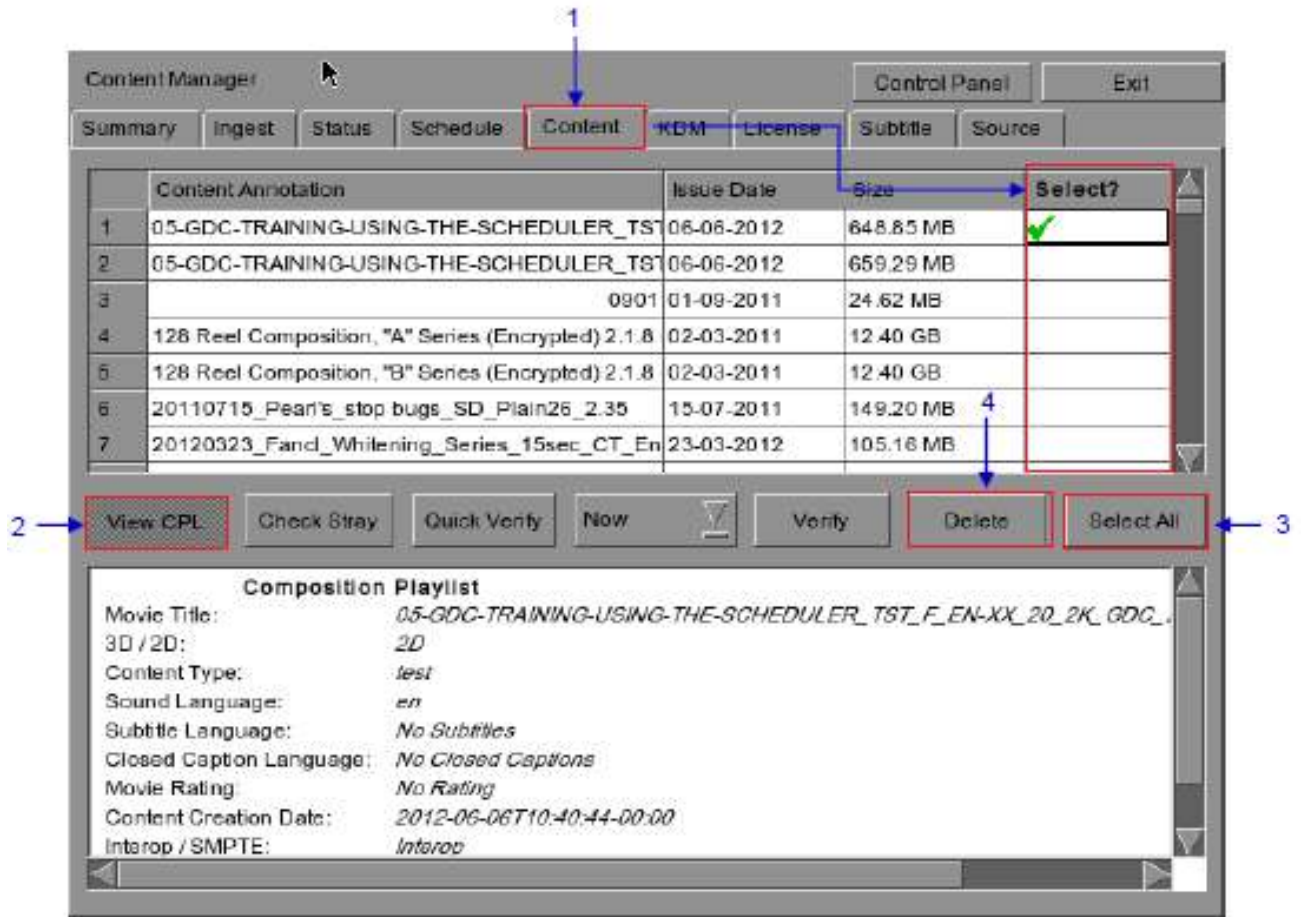 1
Content Manager
Control Panel
Exit
Summary Ingest Status Schedule Content KDM License Subtitle Source
Content Annotation Issue Date Size Select?
1 05-GDC-TRAINING-USING-THE-SCHEDULER_TST 06-06-2012 648.85 MB
2 05-GDC-TRAINING-USING-THE-SCHEDULER_TST 06-06-2012 659.29 MB
3 0901 01-09-2011 24.62 MB
4 128 Reel Composition, "A" Series (Encrypted) 2.1.8 02-03-2011 12.40 GB
5 128 Reel Composition, "B" Series (Encrypted) 2.1.8 02-03-2011 12.40 GB
6 20110715_Pearl's_stop bugs_SD_Plain26_2.35 15-07-2011 149.20 MB
7 20120323_Fancl_Whitening_Series_15sec_CT_En 23-03-2012 105.16 MB
4
2 View CPL Check Stray Quick Verify Now Verify Delete Select All 3
Composition Playlist
Movie Title: 05-GDC-TRAINING-USING-THE-SCHEDULER_TST_F_EN-XX_20_2K_GDC_
3D / 2D: 2D
Content Type: test
Sound Language: en
Subtitle Language: No Subtitles
Closed Caption Language: No Closed Captions
Movie Rating: No Rating
Content Creation Date: 2012-06-06T10:40:44-00:00
Interop / SMPTE: Interop